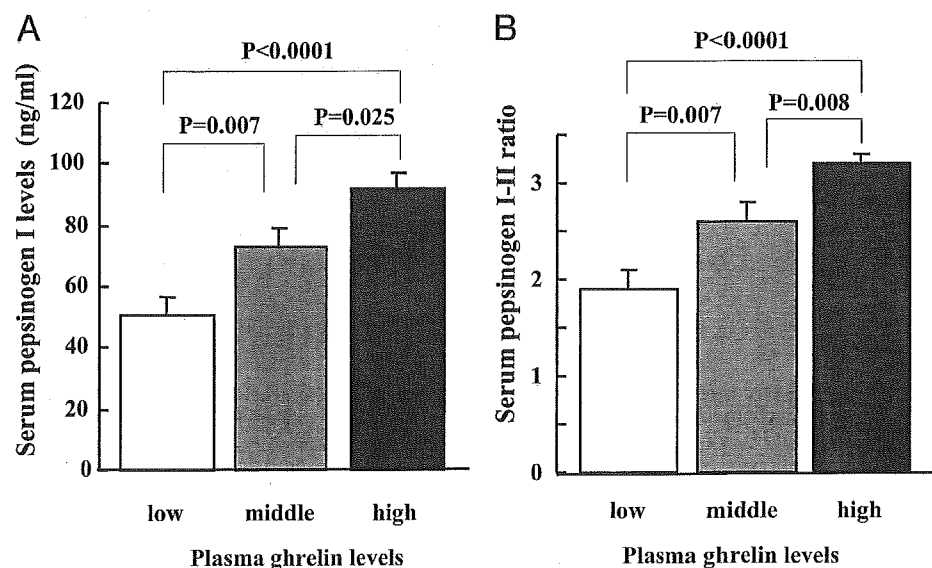 A
P<0.0001
P=0.007
P=0.025
Serum pepsinogen I levels (ng/ml)
120
100
80
60
40
20
0
low middle high
Plasma ghrelin levels
B
P<0.0001
P=0.007
P=0.008
Serum pepsinogen I-II ratio
3
2
1
0
low middle high
Plasma ghrelin levels